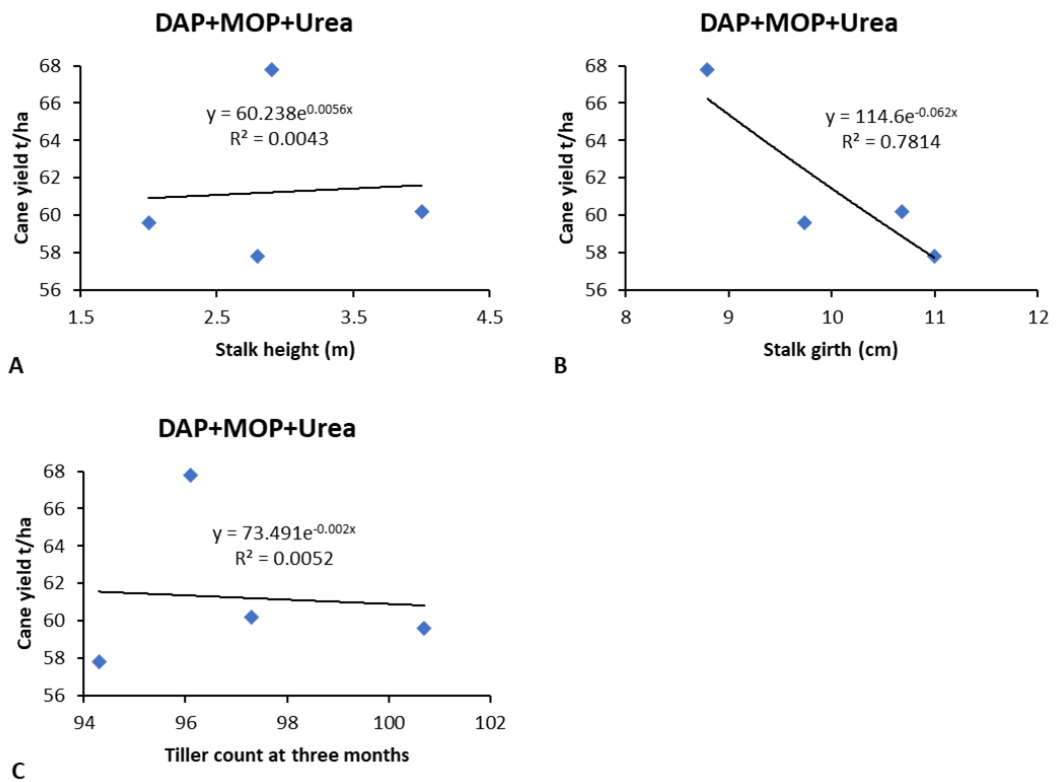 DAP+MOP+Urea
68
66
64
62
60
58
56
Cane yield t/ha
y = 60.238e^0.0056x
R² = 0.0043
1.5 2.5 3.5 4.5
Stalk height (m)
A
DAP+MOP+Urea
68
66
64
62
60
58
56
Cane yield t/ha
y = 114.6e^-0.062x
R² = 0.7814
8 9 10 11 12
Stalk girth (cm)
B
DAP+MOP+Urea
68
66
64
62
60
58
56
Cane yield t/ha
y = 73.491e^-0.002x
R² = 0.0052
94 96 98 100 102
Tiller count at three months
C